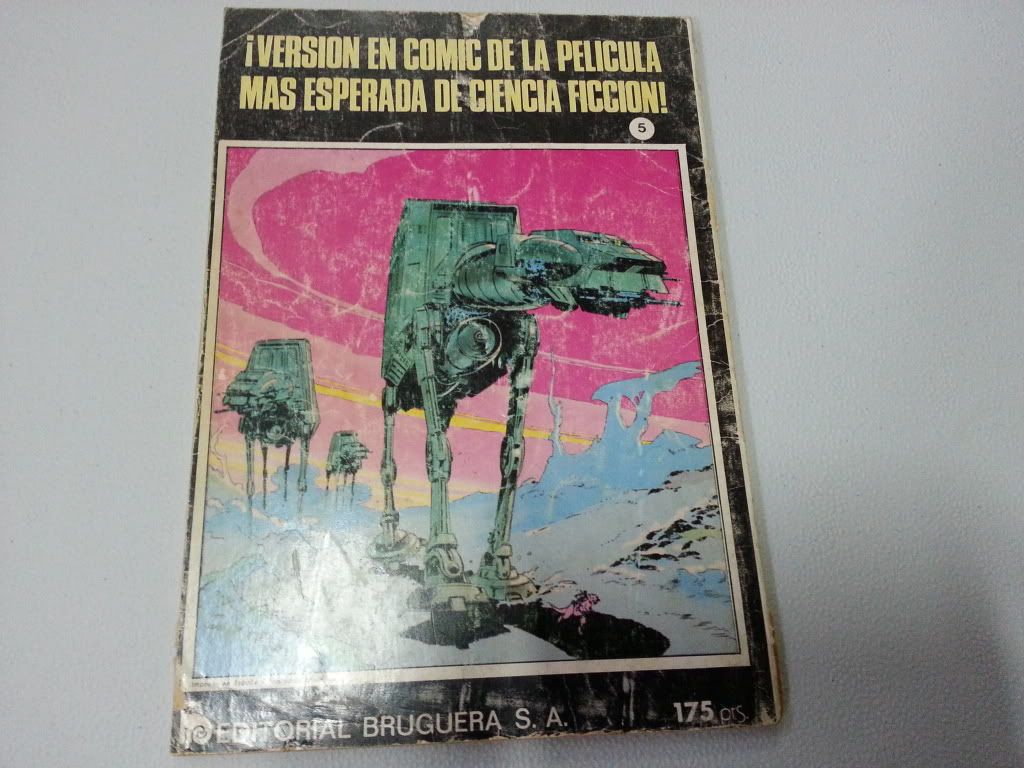 ¡VERSION EN COMIC DE LA PELICULA
MAS ESPERADA DE CIENCIA FICCION!
5
EDITORIAL BRUGUERA S. A.
175 pts.